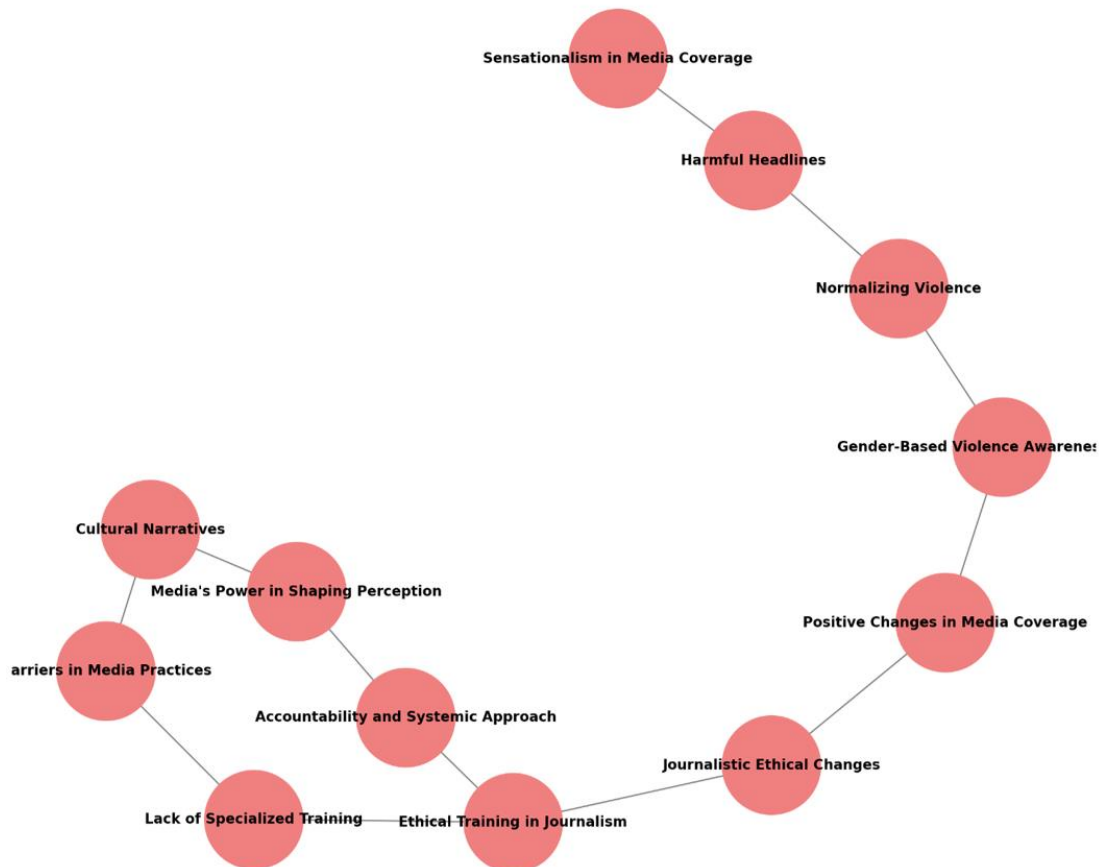 Sensationalism in Media Coverage
Harmful Headlines
Normalizing Violence
Gender-Based Violence Awarenes
Cultural Narratives
Media's Power in Shaping Perception
Positive Changes in Media Coverage
arriers in Media Practices
Accountability and Systemic Approach
Journalistic Ethical Changes
Lack of Specialized Training
Ethical Training in Journalism